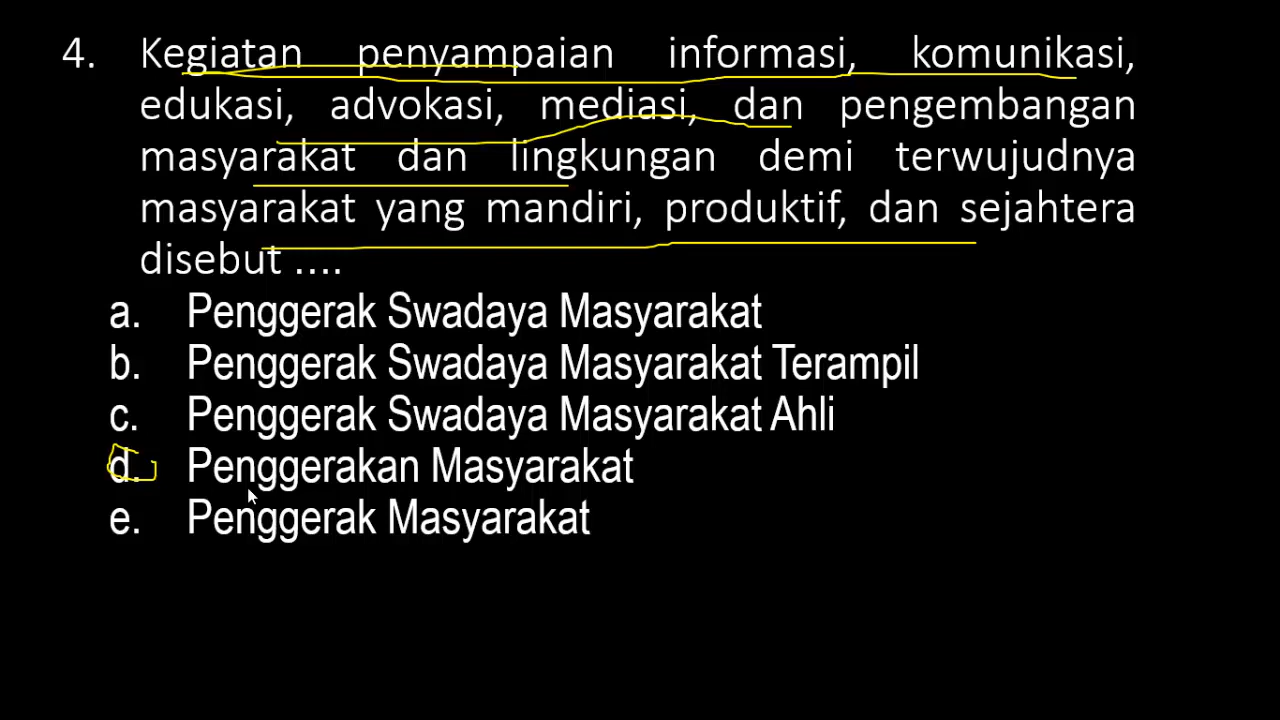 4. Kegiatan penyampaian informasi, komunikasi,
edukasi, advokasi, mediasi, dan pengembangan
masyarakat dan lingkungan demi terwujudnya
masyarakat yang mandiri, produktif, dan sejahtera
disebut ....
a. Penggerak Swadaya Masyarakat
b. Penggerak Swadaya Masyarakat Terampil
c. Penggerak Swadaya Masyarakat Ahli
d. Penggerakan Masyarakat
e. Penggerak Masyarakat